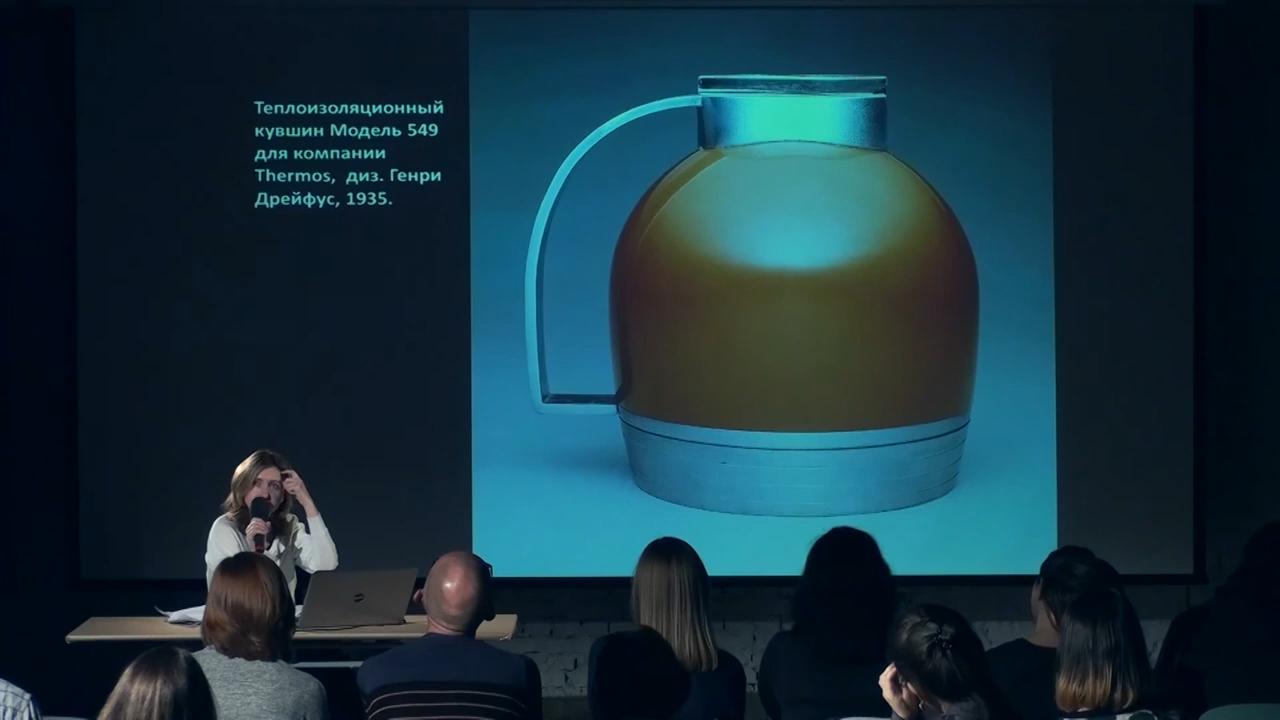 Теплоизоляционный
кувшин Модель 549
для компании
Thermos, диз. Генри
Дрейфус, 1935.